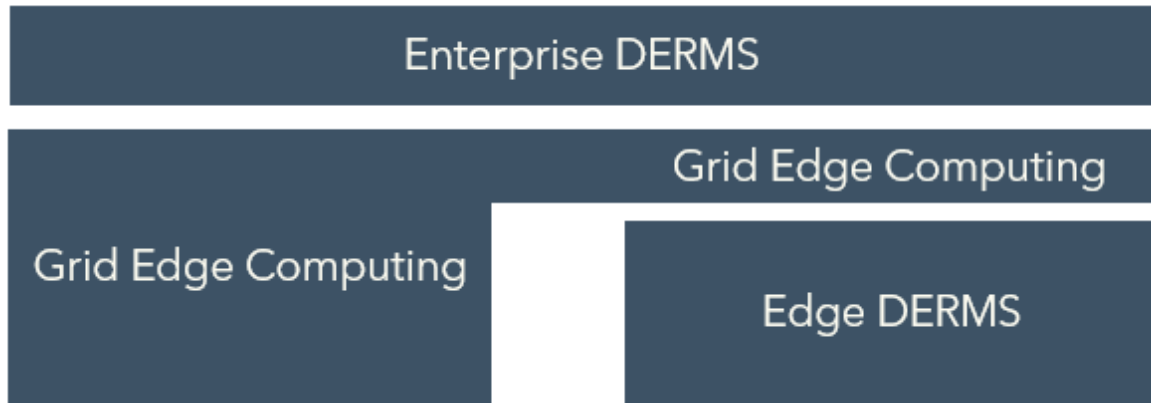 Enterprise DERMS
Grid Edge Computing
Grid Edge Computing
Edge DERMS